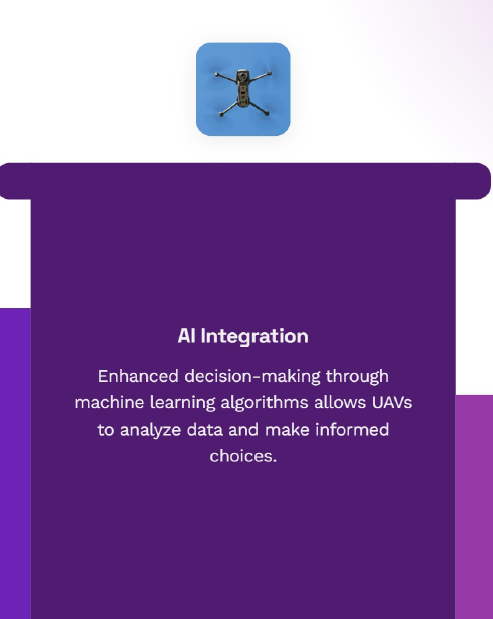 AI Integration
Enhanced decision-making through
machine learning algorithms allows UAVs
to analyze data and make informed
choices.